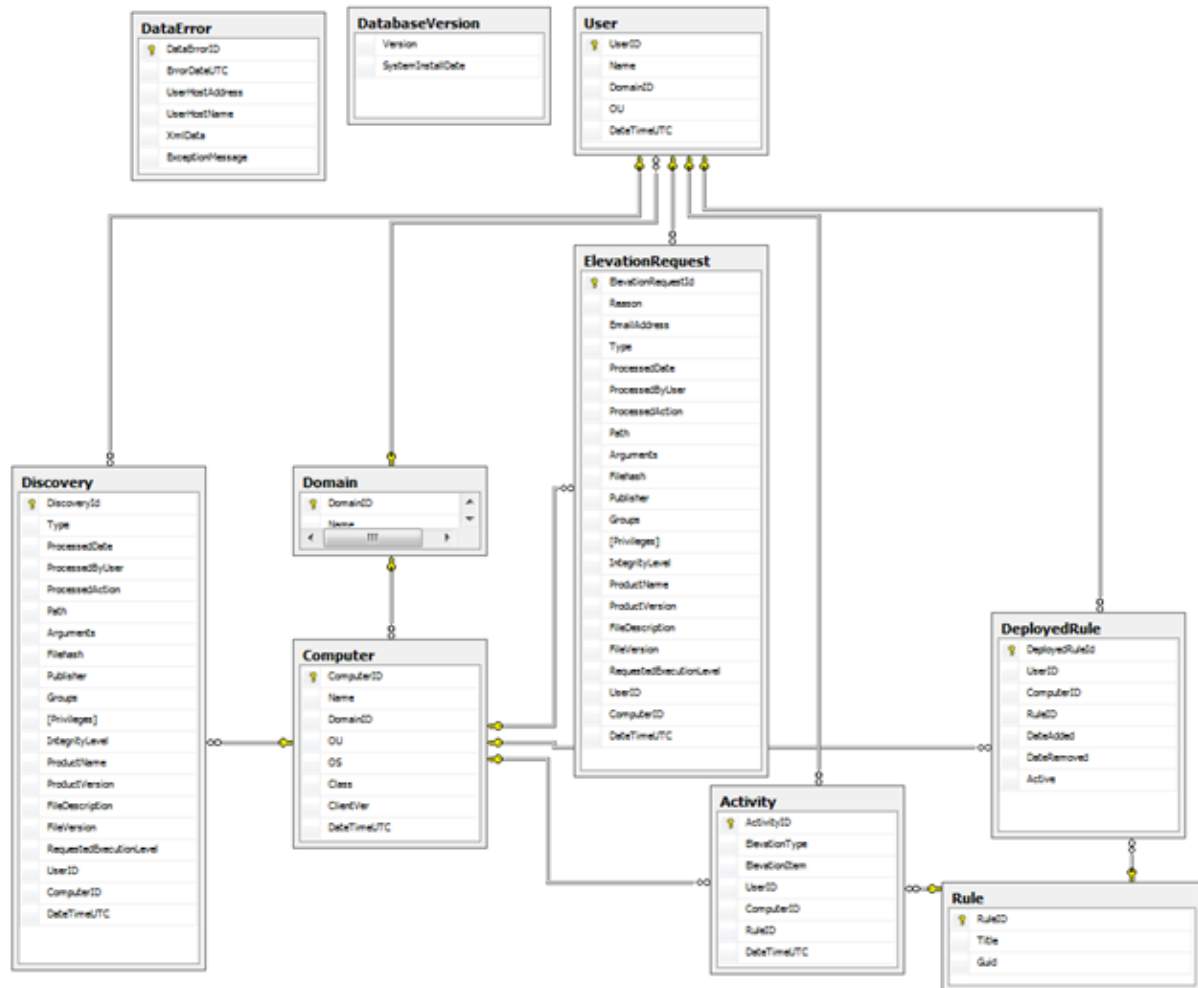 DataError
DataErrorID
ErrorDateUTC
UserHostAddress
UserHostName
XmlData
ExceptionMessage
DatabaseVersion
Version
SystemInstallDate
User
UserID
Name
DomainID
OU
DateTimeUTC
ElevationRequest
ElevationRequestId
Reason
EmailAddress
Type
ProcessedDate
ProcessedByUser
ProcessedAction
Path
Arguments
Filehash
Publisher
Groups
[Privileges]
IntegrityLevel
ProductName
ProductVersion
FileDescription
FileVersion
RequestedExecutionLevel
UserID
ComputerID
DateTimeUTC
Discovery
DiscoveryId
Type
ProcessedDate
ProcessedByUser
ProcessedAction
Path
Arguments
Filehash
Publisher
Groups
[Privileges]
IntegrityLevel
ProductName
ProductVersion
FileDescription
FileVersion
RequestedExecutionLevel
UserID
ComputerID
DateTimeUTC
Domain
DomainID
Name
Computer
ComputerID
Name
DomainID
OU
OS
Class
ClientVer
DateTimeUTC
DeployedRule
DeployedRuleId
UserID
ComputerID
RuleID
DateAdded
DateRemoved
Active
Activity
ActivityID
ElevationType
ElevationItem
UserID
ComputerID
RuleID
DateTimeUTC
Rule
RuleID
Title
Guid